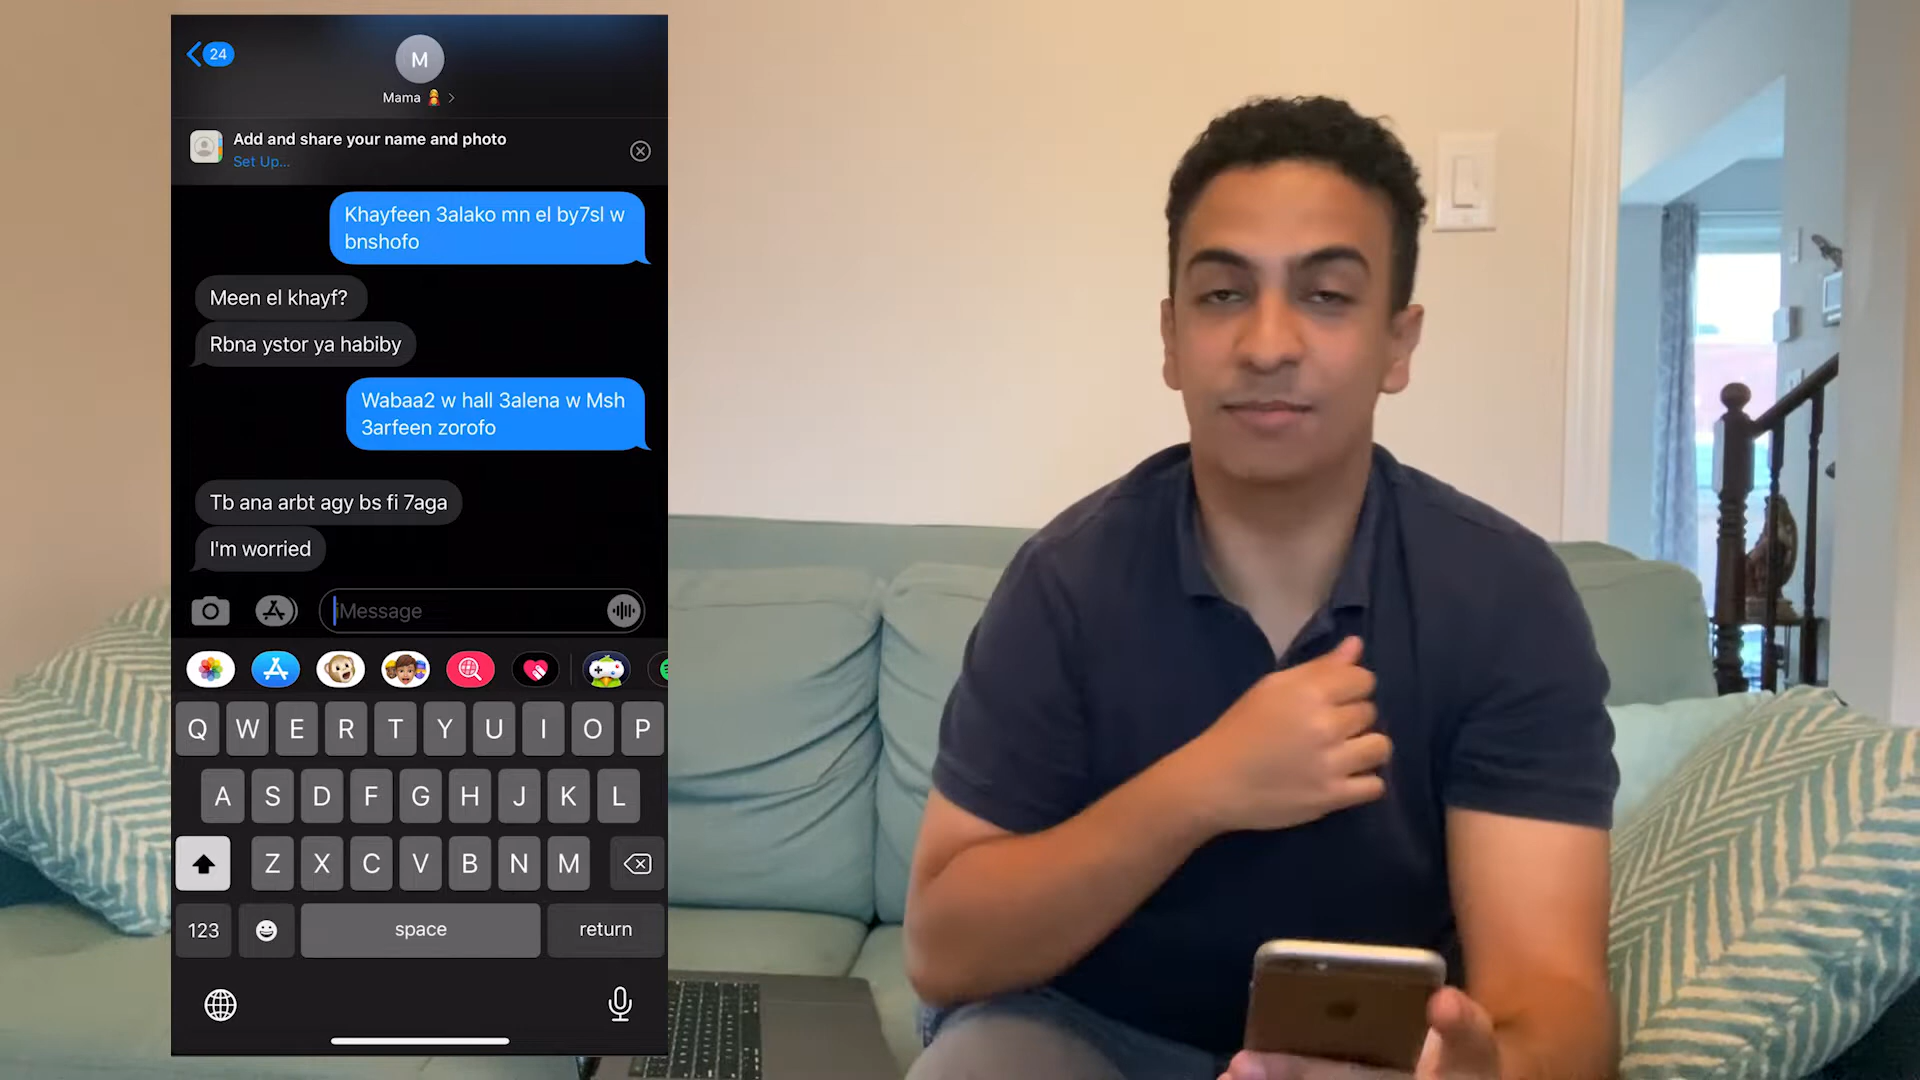 24
M
Mama
Add and share your name and photo
Set Up...
Khayfeen 3alako mn el by7sl w
bnshofo
Meen el khayf?
Rbna ystor ya habiby
Wabaa2 w hall 3alena w Msh
3arfeen zorofo
Tb ana arbt agy bs fi 7aga
I'm worried
iMessage
Q W E R T Y U I O P
A S D F G H J K L
Z X C V B N M
123 space return